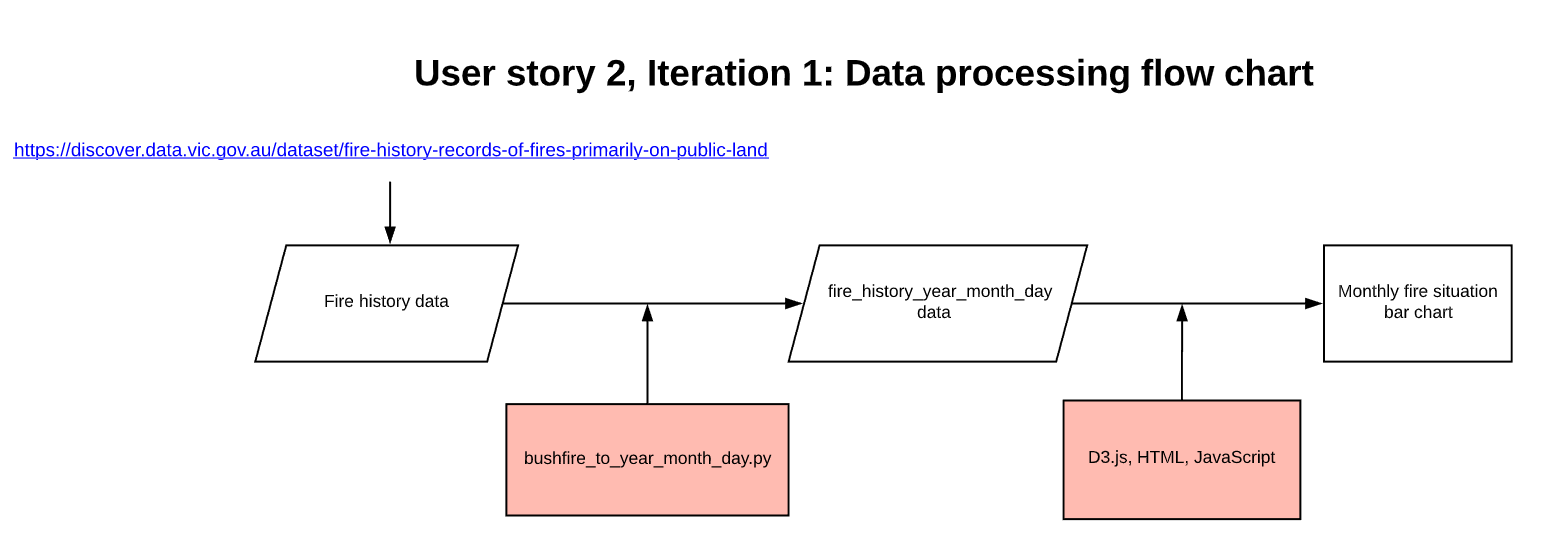 User story 2, Iteration 1: Data processing flow chart
https://discover.data.vic.gov.au/dataset/fire-history-records-of-fires-primarily-on-public-land
Fire history data
fire_history_year_month_day
data
Monthly fire situation
bar chart
bushfire_to_year_month_day.py
D3.js, HTML, JavaScript